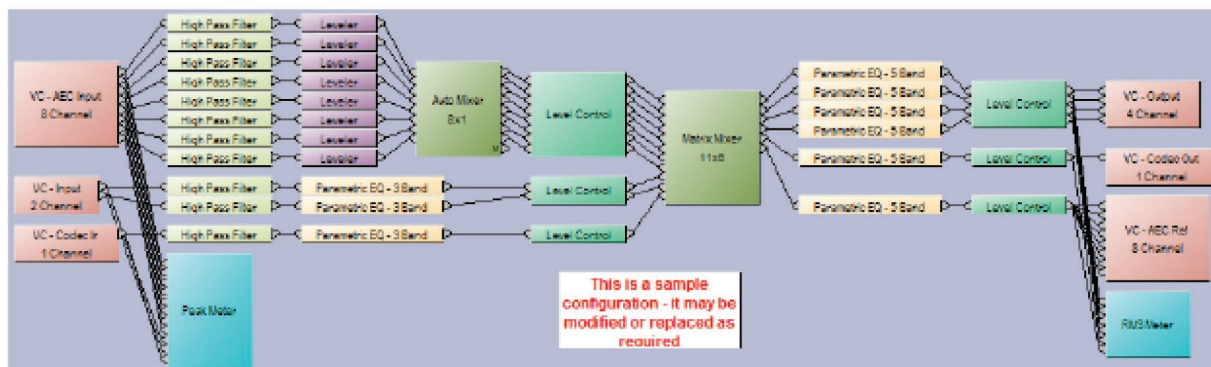 High Pass Filter
Leveler
High Pass Filter
Leveler
High Pass Filter
Leveler
High Pass Filter
Leveler
High Pass Filter
Leveler
High Pass Filter
Leveler
High Pass Filter
Leveler
High Pass Filter
Leveler
VC - AEC Input
8 Channel
Auto Mixer
8x1
M
Level Control
Matrix Mixer
11x6
Parametric EQ - 5 Band
Parametric EQ - 5 Band
Parametric EQ - 5 Band
Parametric EQ - 5 Band
Level Control
VC - Output
4 Channel
Parametric EQ - 5 Band
Level Control
VC - Codec Out
1 Channel
VC - Input
2 Channel
High Pass Filter
Parametric EQ - 3 Band
High Pass Filter
Parametric EQ - 3 Band
Level Control
Parametric EQ - 5 Band
Level Control
VC - AEC Ref
8 Channel
VC - Codec In
1 Channel
High Pass Filter
Parametric EQ - 3 Band
Level Control
Peak Meter
This is a sample
configuration - it may be
modified or replaced as
required
RMS Meter